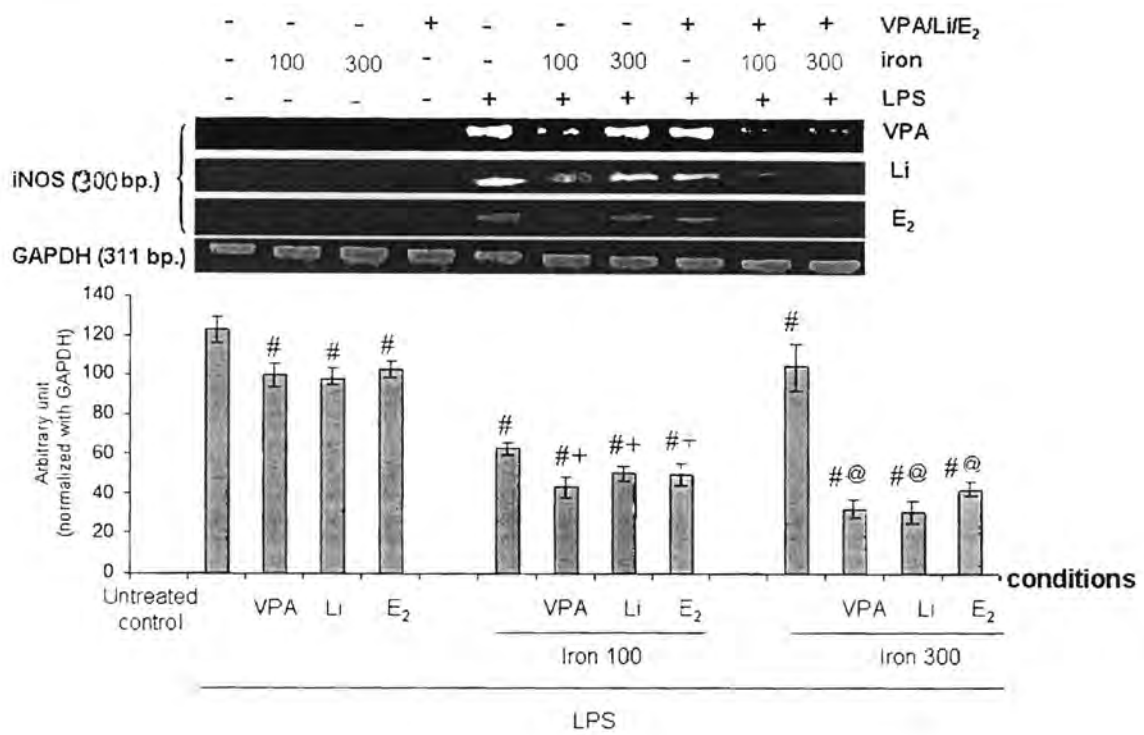 - - - + - - - + + + VPA/Li/E₂
- 100 300 - - 100 300 - 100 300 iron
- - - - + + + + + + LPS
VPA
iNOS (300 bp.) Li
E₂
GAPDH (311 bp.)
Arbitrary unit
(normalized with GAPDH)
140
120
100
80
60
40
20
0
# # # # #+ #+ #+ # #@ #@ #@
conditions
Untreated
control
VPA Li E₂ VPA Li E₂ VPA Li E₂
Iron 100 Iron 300
LPS